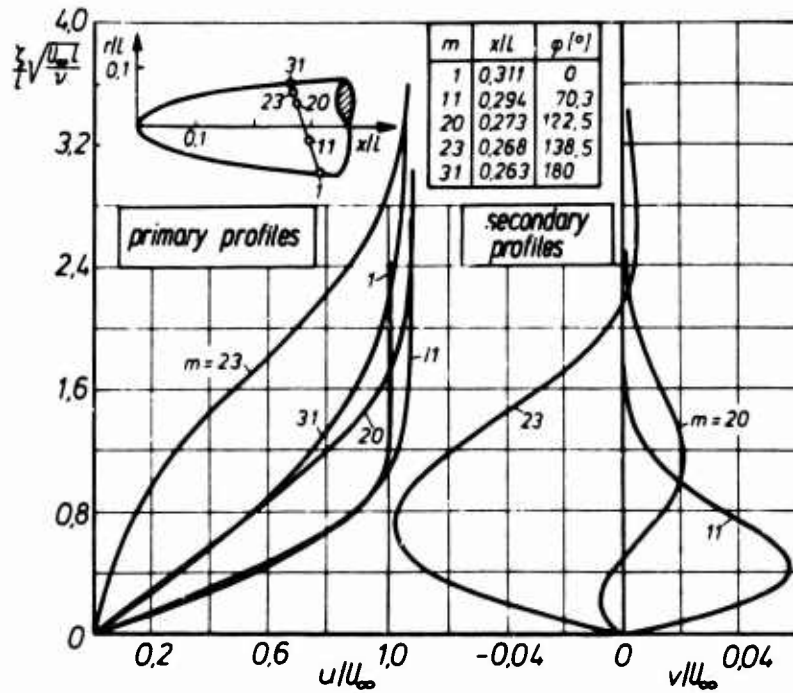 4,0
r/l
ζ/l √(U∞ l/ν)
0,1
31
23
20
0,1
11
x/l
1
m x/l φ [°]
1 0,311 0
11 0,294 70,3
20 0,273 122,5
23 0,268 138,5
31 0,263 180
3,2
primary profiles
secondary
profiles
2,4
1
11
m = 23
1,6
31
20
23
m = 20
0,8
11
0
0,2 0,6 1,0 -0,04 0 0,04
u/U∞ v/U∞